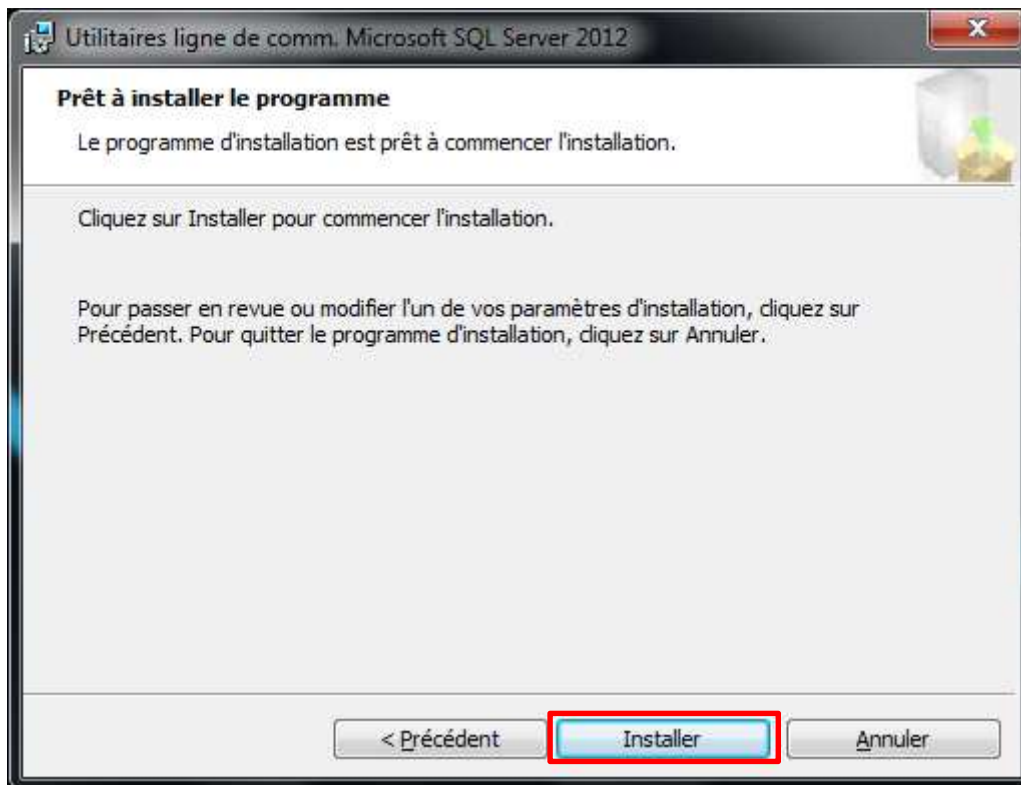 Utilitaires ligne de comm. Microsoft SQL Server 2012
Prêt à installer le programme
Le programme d'installation est prêt à commencer l'installation.
Cliquez sur Installer pour commencer l'installation.
Pour passer en revue ou modifier l'un de vos paramètres d'installation, cliquez sur
Précédent. Pour quitter le programme d'installation, cliquez sur Annuler.
< Précédent
Installer
Annuler